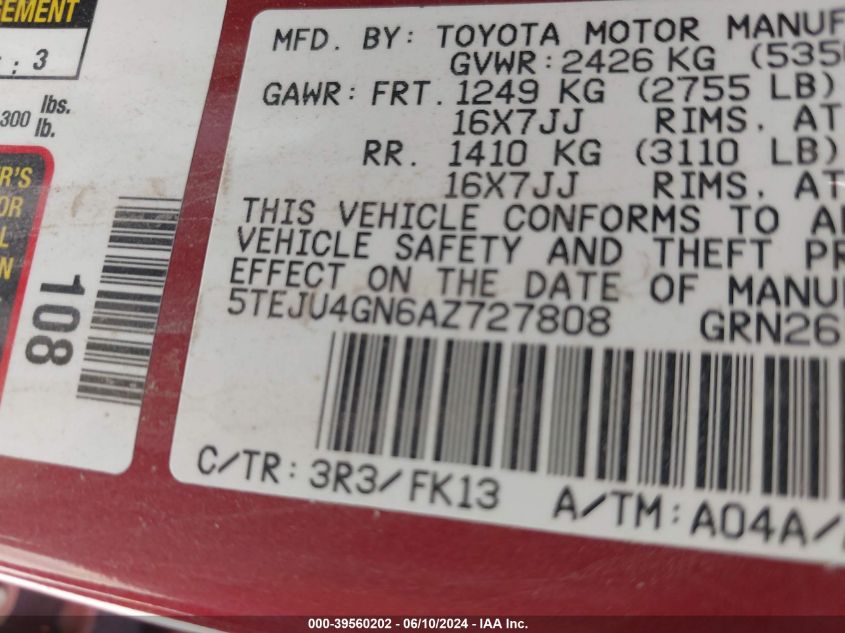 GEMENT
: 3
300 lbs.
lb.
R'S
OR
L
N
108
MFD. BY: TOYOTA MOTOR MANUF
GVWR: 2426 KG (535
GAWR: FRT. 1249 KG (2755 LB)
16X7JJ RIMS, AT
RR. 1410 KG (3110 LB)
16X7JJ RIMS, AT
THIS VEHICLE CONFORMS TO A
VEHICLE SAFETY AND THEFT PR
EFFECT ON THE DATE OF MANU
5TEJU4GN6AZ727808 GRN26
C/TR: 3R3/FK13 A/TM: A04A/
000-39560202 - 06/10/2024 - IAA Inc.